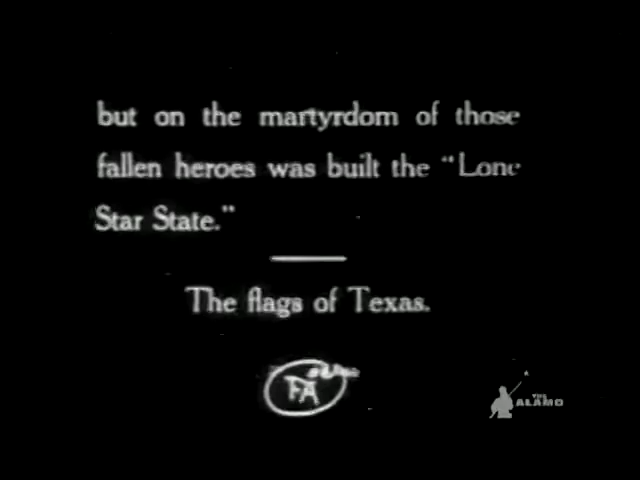 but on the martyrdom of those
fallen heroes was built the "Lone
Star State."
The flags of Texas.
FA
THE
ALAMO